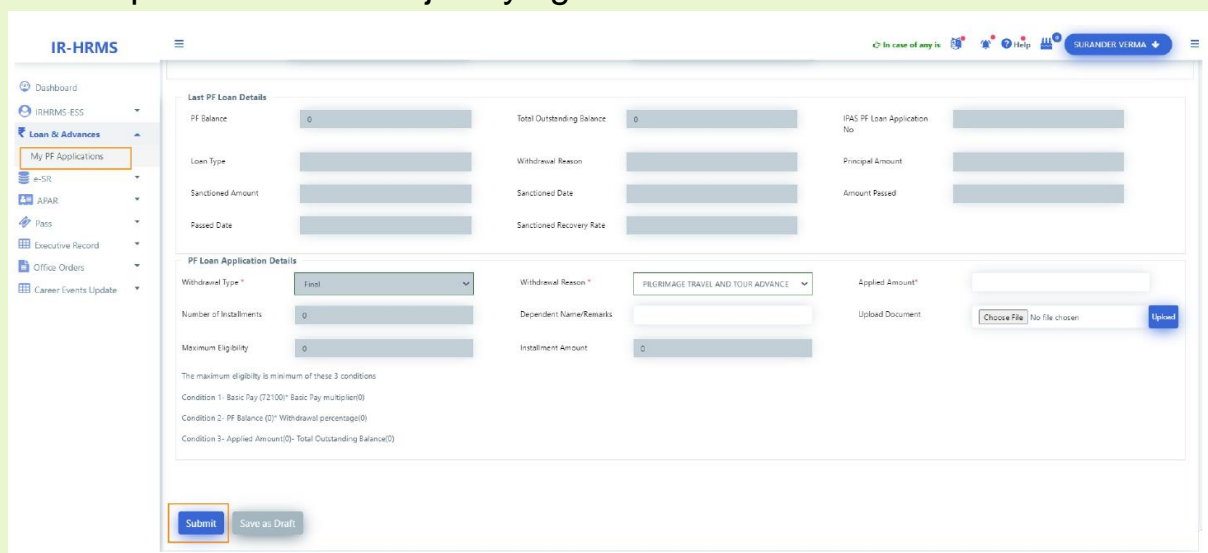 IR-HRMS
In case of any is
Help
0
SURANDER VERMA
Dashboard
IRHRMS-ESS
Loan & Advances
My PF Applications
e-SR
APAR
Pass
Executive Record
Office Orders
Career Events Update
Last PF Loan Details
PF Balance 0 Total Outstanding Balance 0 IPAS PF Loan Application
No
Loan Type Withdrawal Reason Principal Amount
Sanctioned Amount Sanctioned Date Amount Passed
Passed Date Sanctioned Recovery Rate
PF Loan Application Details
Withdrawal Type * Final Withdrawal Reason * PILGRIMAGE TRAVEL AND TOUR ADVANCE Applied Amount*
Number of Installments 0 Dependent Name/Remarks Upload Document Choose File No file chosen Upload
Maximum Eligibility 0 Installment Amount 0
The maximum eligibilty is minimum of these 3 conditions
Condition 1- Basic Pay (72100)* Basic Pay multiplier(0)
Condition 2- PF Balance (0)* Withdrawal percentage(0)
Condition 3- Applied Amount(0)- Total Outstanding Balance(0)
Submit Save as Draft